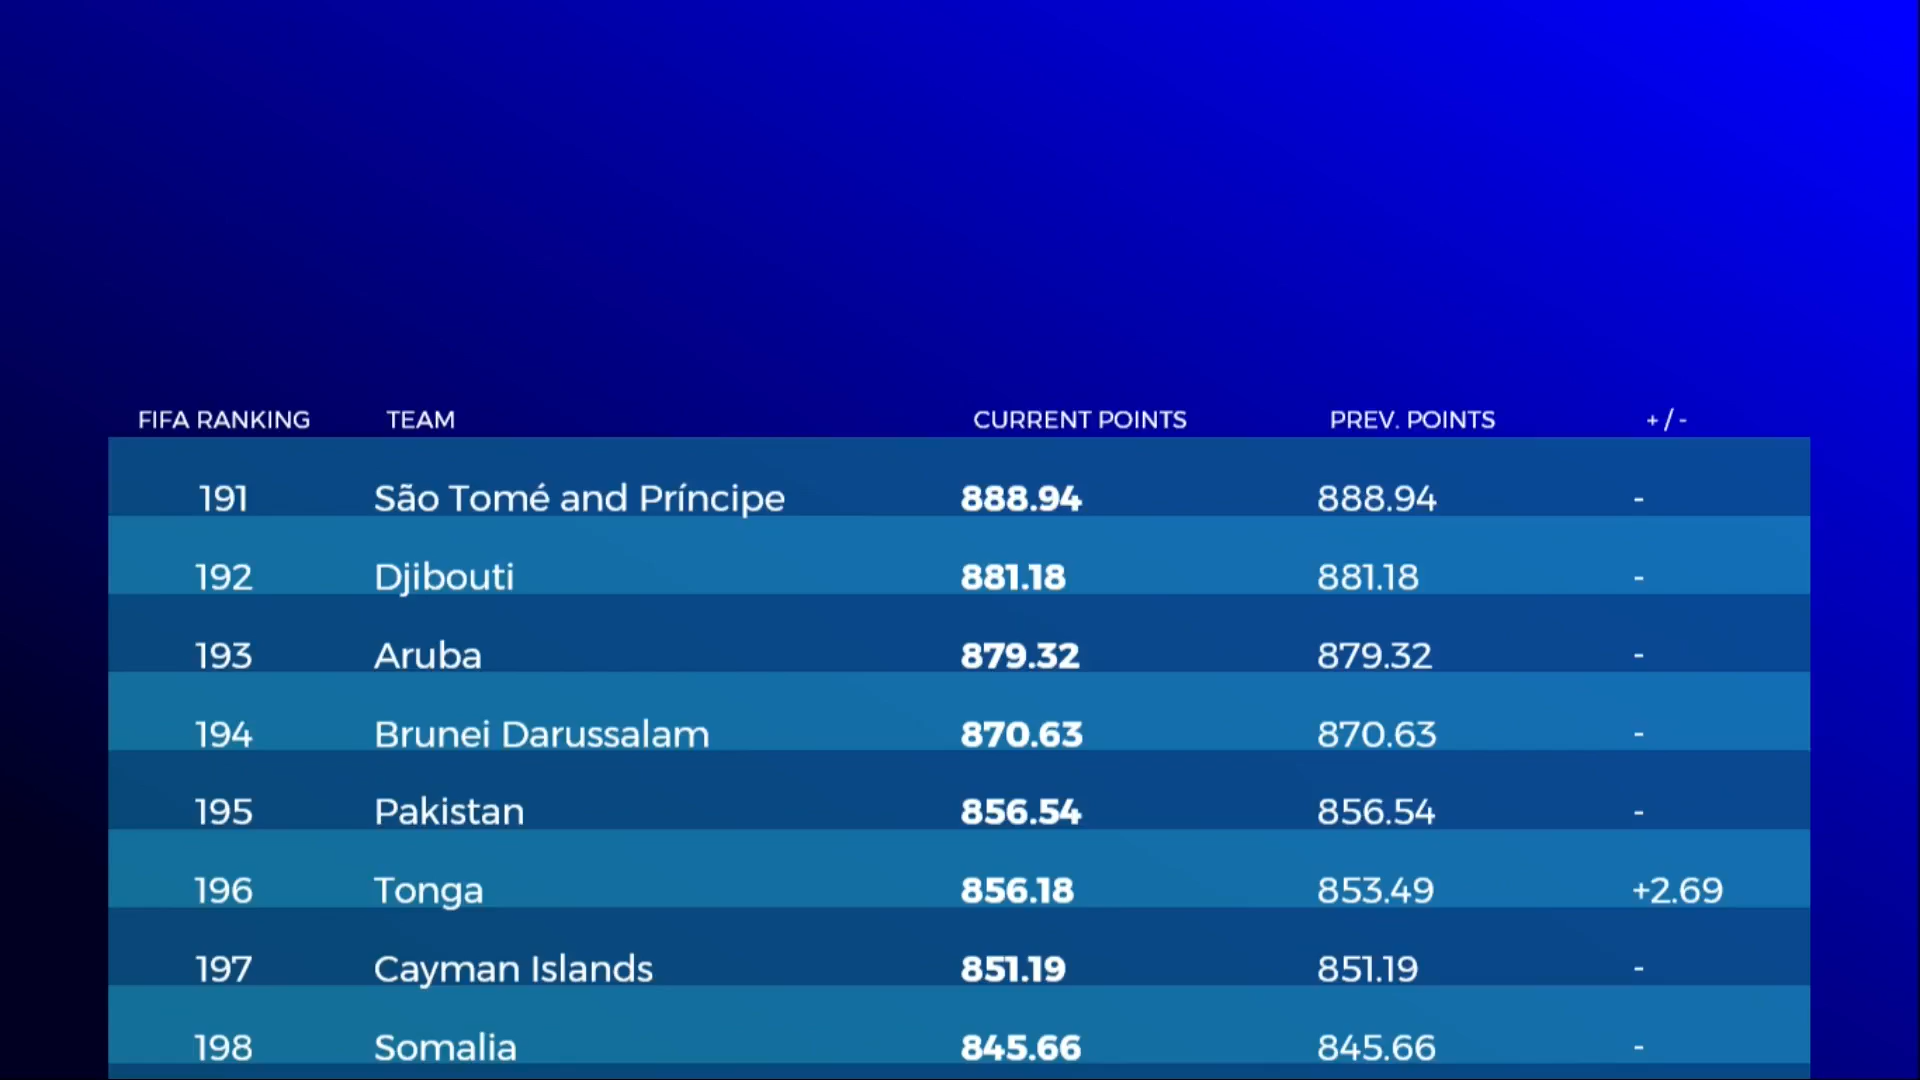 FIFA RANKING TEAM CURRENT POINTS PREV. POINTS + / -
191 São Tomé and Príncipe 888.94 888.94 -
192 Djibouti 881.18 881.18 -
193 Aruba 879.32 879.32 -
194 Brunei Darussalam 870.63 870.63 -
195 Pakistan 856.54 856.54 -
196 Tonga 856.18 853.49 +2.69
197 Cayman Islands 851.19 851.19 -
198 Somalia 845.66 845.66 -